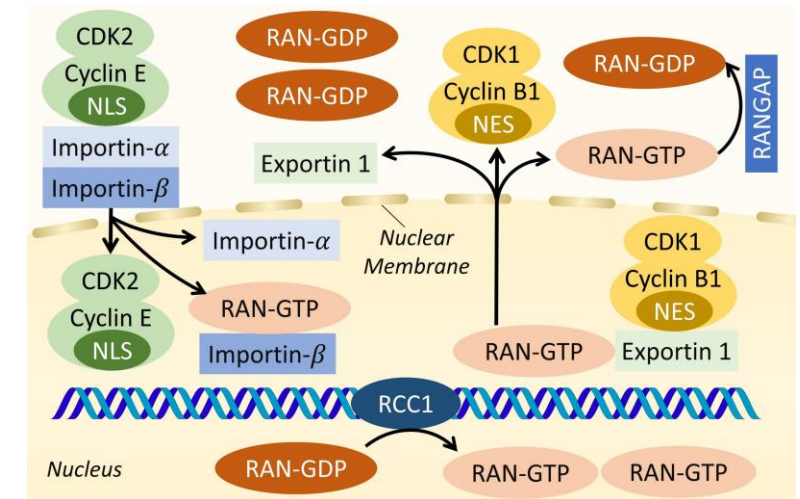 CDK2
Cyclin E
NLS
Importin-α
Importin-β
RAN-GDP
RAN-GDP
Exportin 1
CDK1
Cyclin B1
NES
RAN-GDP
RAN-GTP
RANGAP
Nuclear
Membrane
Importin-α
CDK2
Cyclin E
NLS
RAN-GTP
Importin-β
CDK1
Cyclin B1
NES
RAN-GTP
Exportin 1
RCC1
Nucleus
RAN-GDP
RAN-GTP
RAN-GTP